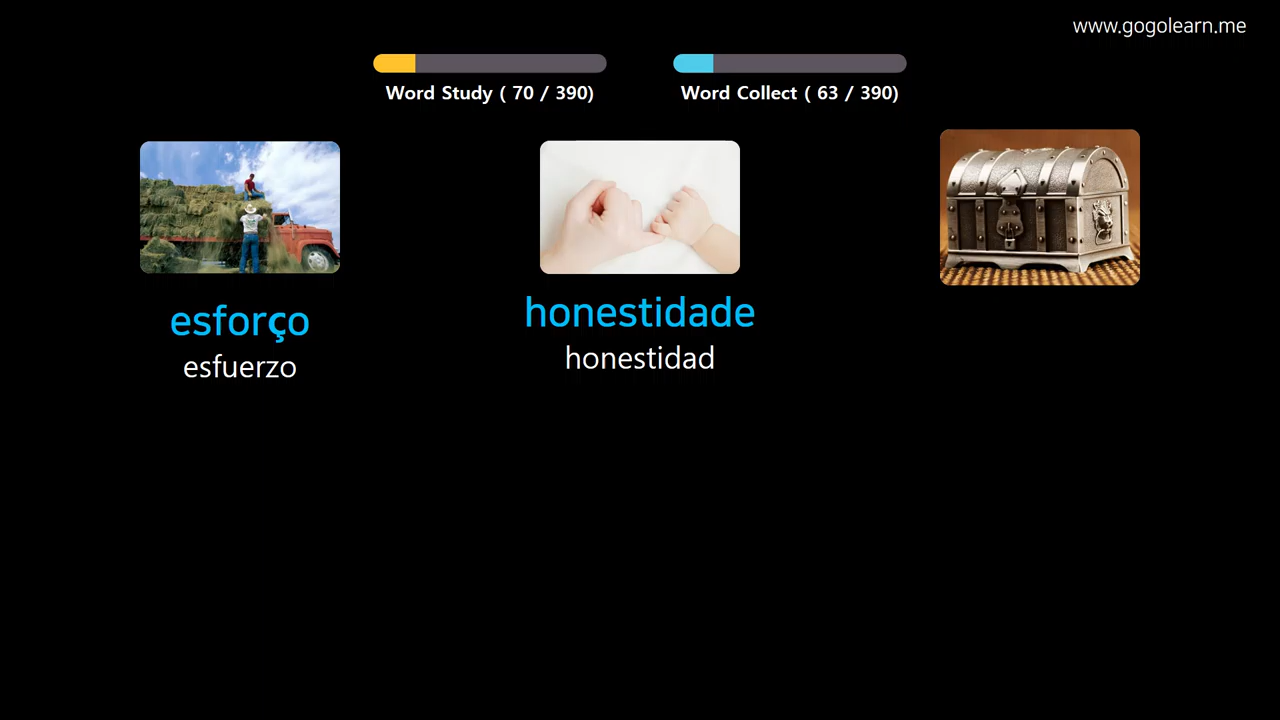 www.gogolearn.me
Word Study ( 70 / 390)
Word Collect ( 63 / 390)
esforço
esfuerzo
honestidade
honestidad